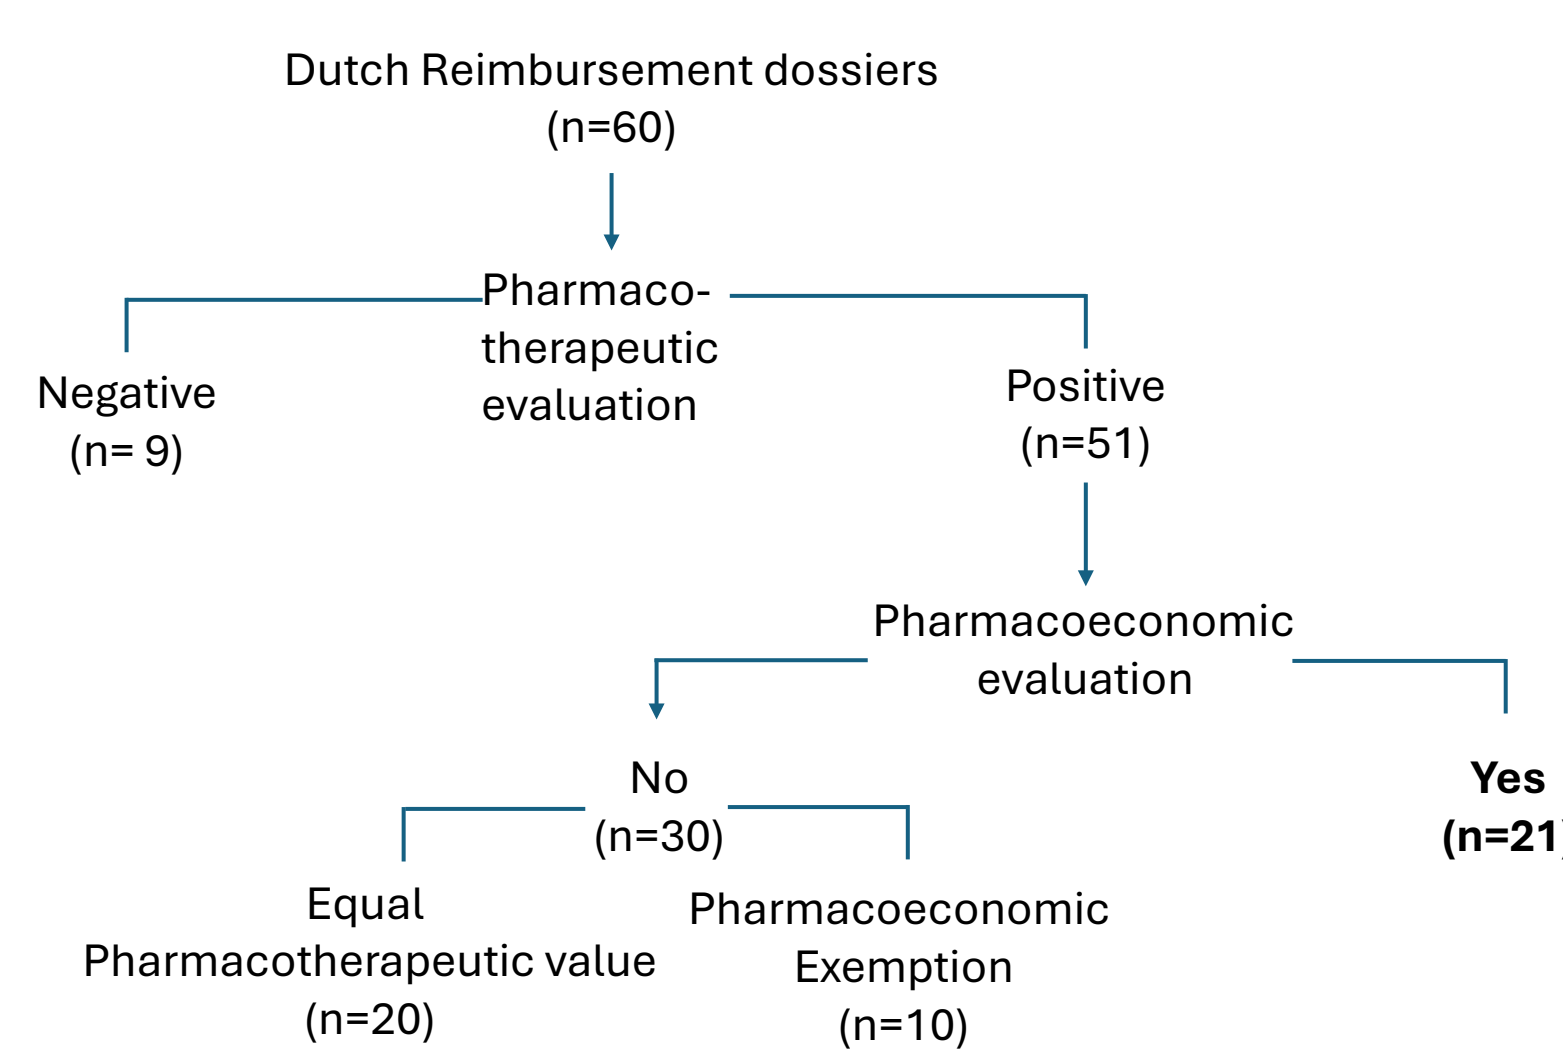 Dutch Reimbursement dossiers
(n=60)
Pharmaco-
therapeutic
evaluation
Negative
(n= 9)
Positive
(n=51)
Pharmacoeconomic
evaluation
No
(n=30)
Yes
(n=21)
Equal
Pharmacotherapeutic value
(n=20)
Pharmacoeconomic
Exemption
(n=10)